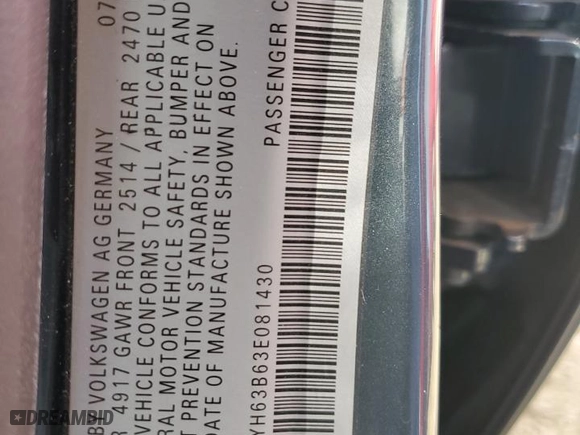 BY VOLKSWAGEN AG GERMANY 07
4917 GAWR FRONT 2514 / REAR 2470
VEHICLE CONFORMS TO ALL APPLICABLE U
RAL MOTOR VEHICLE SAFETY, BUMPER AND
T PREVENTION STANDARDS IN EFFECT ON
DATE OF MANUFACTURE SHOWN ABOVE.
YH63B63E081430 PASSENGER C
DREAMBID